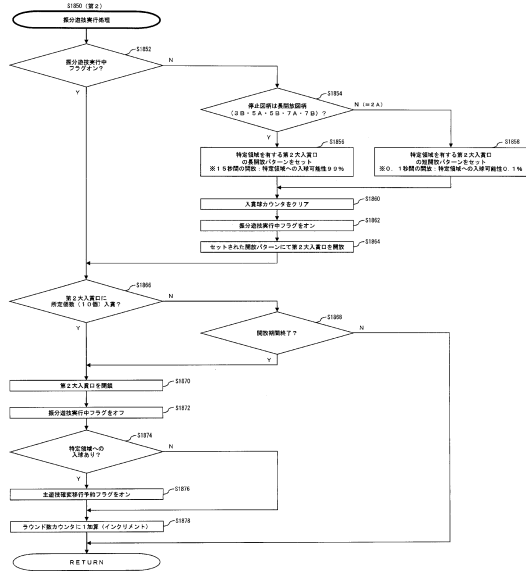 S1850 (第2)
振分遊技実行処理
S1852
振分遊技実行中
フラグオン？
N
Y
S1854
停止図柄は長開放図柄
(3B・5A・5B・7A・7B)？
N (＝2A)
Y
S1856
特定領域を有する第2大入賞口
の長開放パターンをセット
※15秒間の開放：特定領域への入球可能性99％
S1858
特定領域を有する第2大入賞口
の短開放パターンをセット
※0．1秒間の開放：特定領域への入球可能性0．1％
S1860
入賞球カウンタをクリア
S1862
振分遊技実行中フラグをオン
S1864
セットされた開放パターンにて第2大入賞口を開放
S1866
第2大入賞口に
所定個数（10個）入賞？
N
Y
S1868
開放期間終了？
N
Y
S1870
第2大入賞口を閉鎖
S1872
振分遊技実行中フラグをオフ
S1874
特定領域への
入球あり？
N
Y
S1876
主遊技確変移行予約フラグをオン
S1878
ラウンド数カウンタに1加算（インクリメント）
RETURN